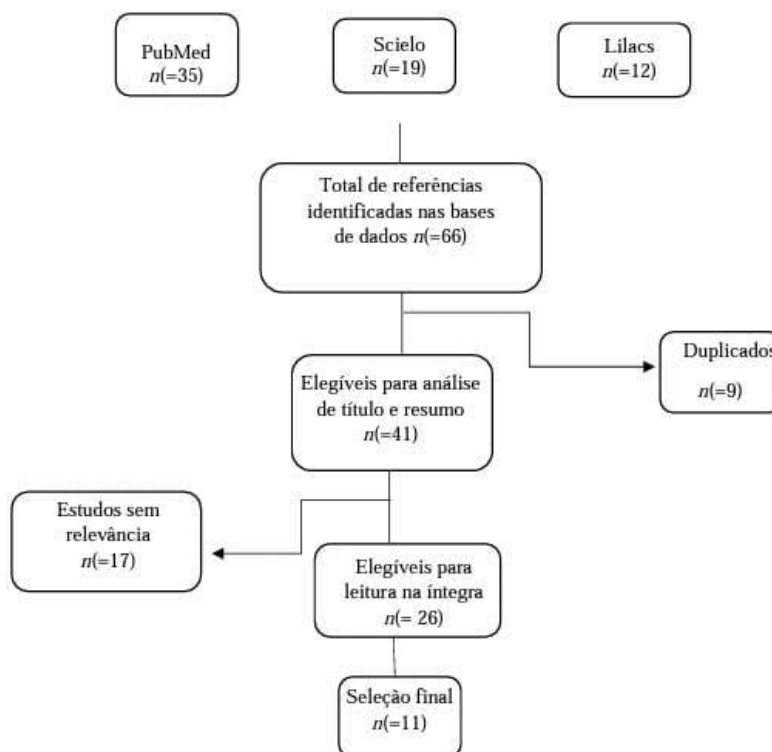 PubMed
n(=35)
Scielo
n(=19)
Lilacs
n(=12)
Total de referências
identificadas nas bases
de dados n(=66)
Duplicados
n(=9)
Elegíveis para análise
de título e resumo
n(=41)
Estudos sem
relevância
n(=17)
Elegíveis para
leitura na íntegra
n(= 26)
Seleção final
n(=11)